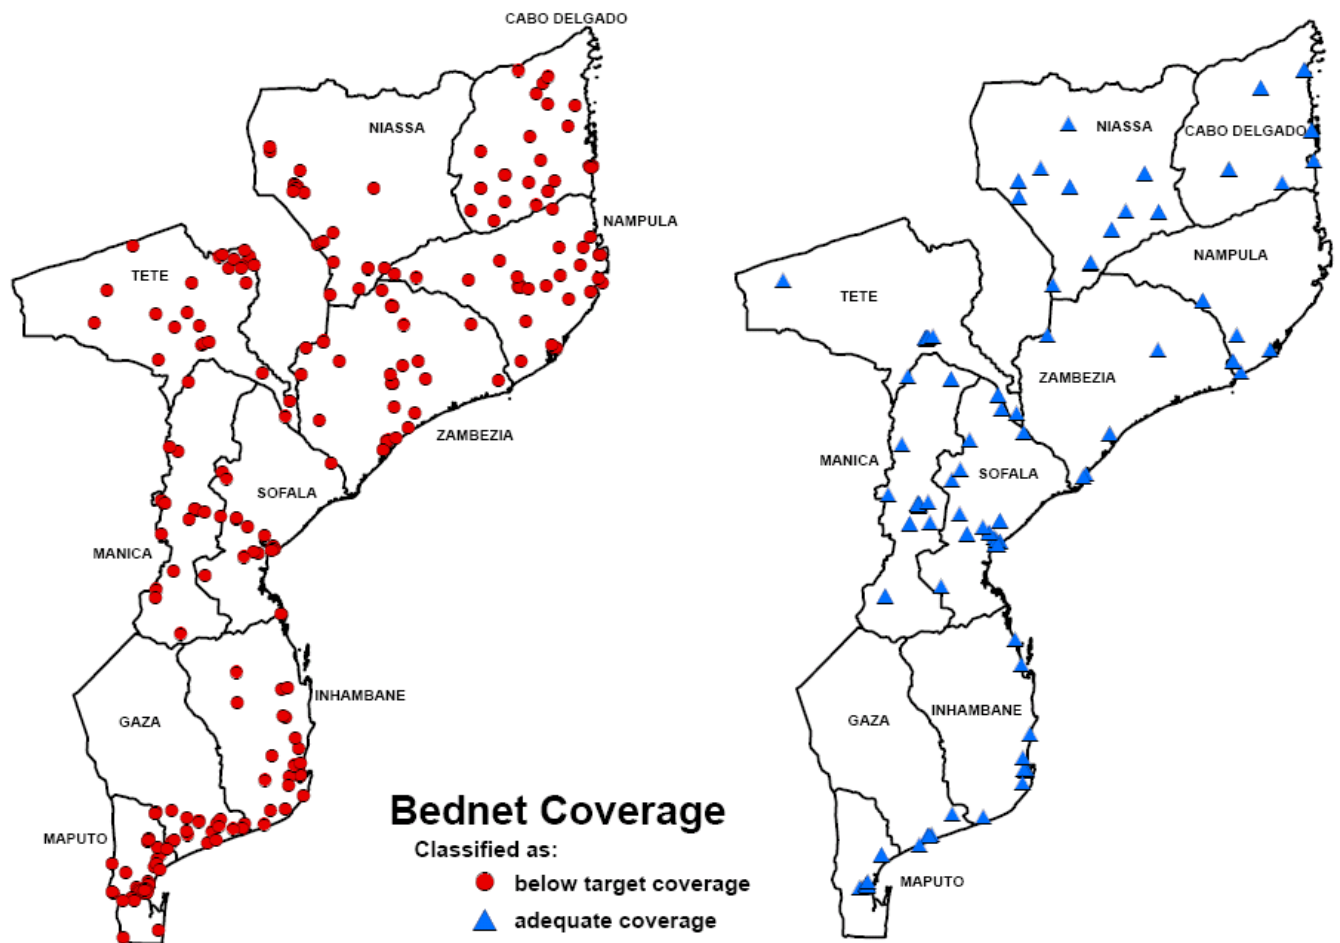 CABO DELGADO
NIASSA
NAMPULA
TETE
ZAMBEZIA
SOFALA
MANICA
INHAMBANE
GAZA
MAPUTO
NIASSA
CABO DELGADO
NAMPULA
TETE
ZAMBEZIA
MANICA
SOFALA
INHAMBANE
GAZA
MAPUTO
Bednet Coverage
Classified as:
below target coverage
adequate coverage